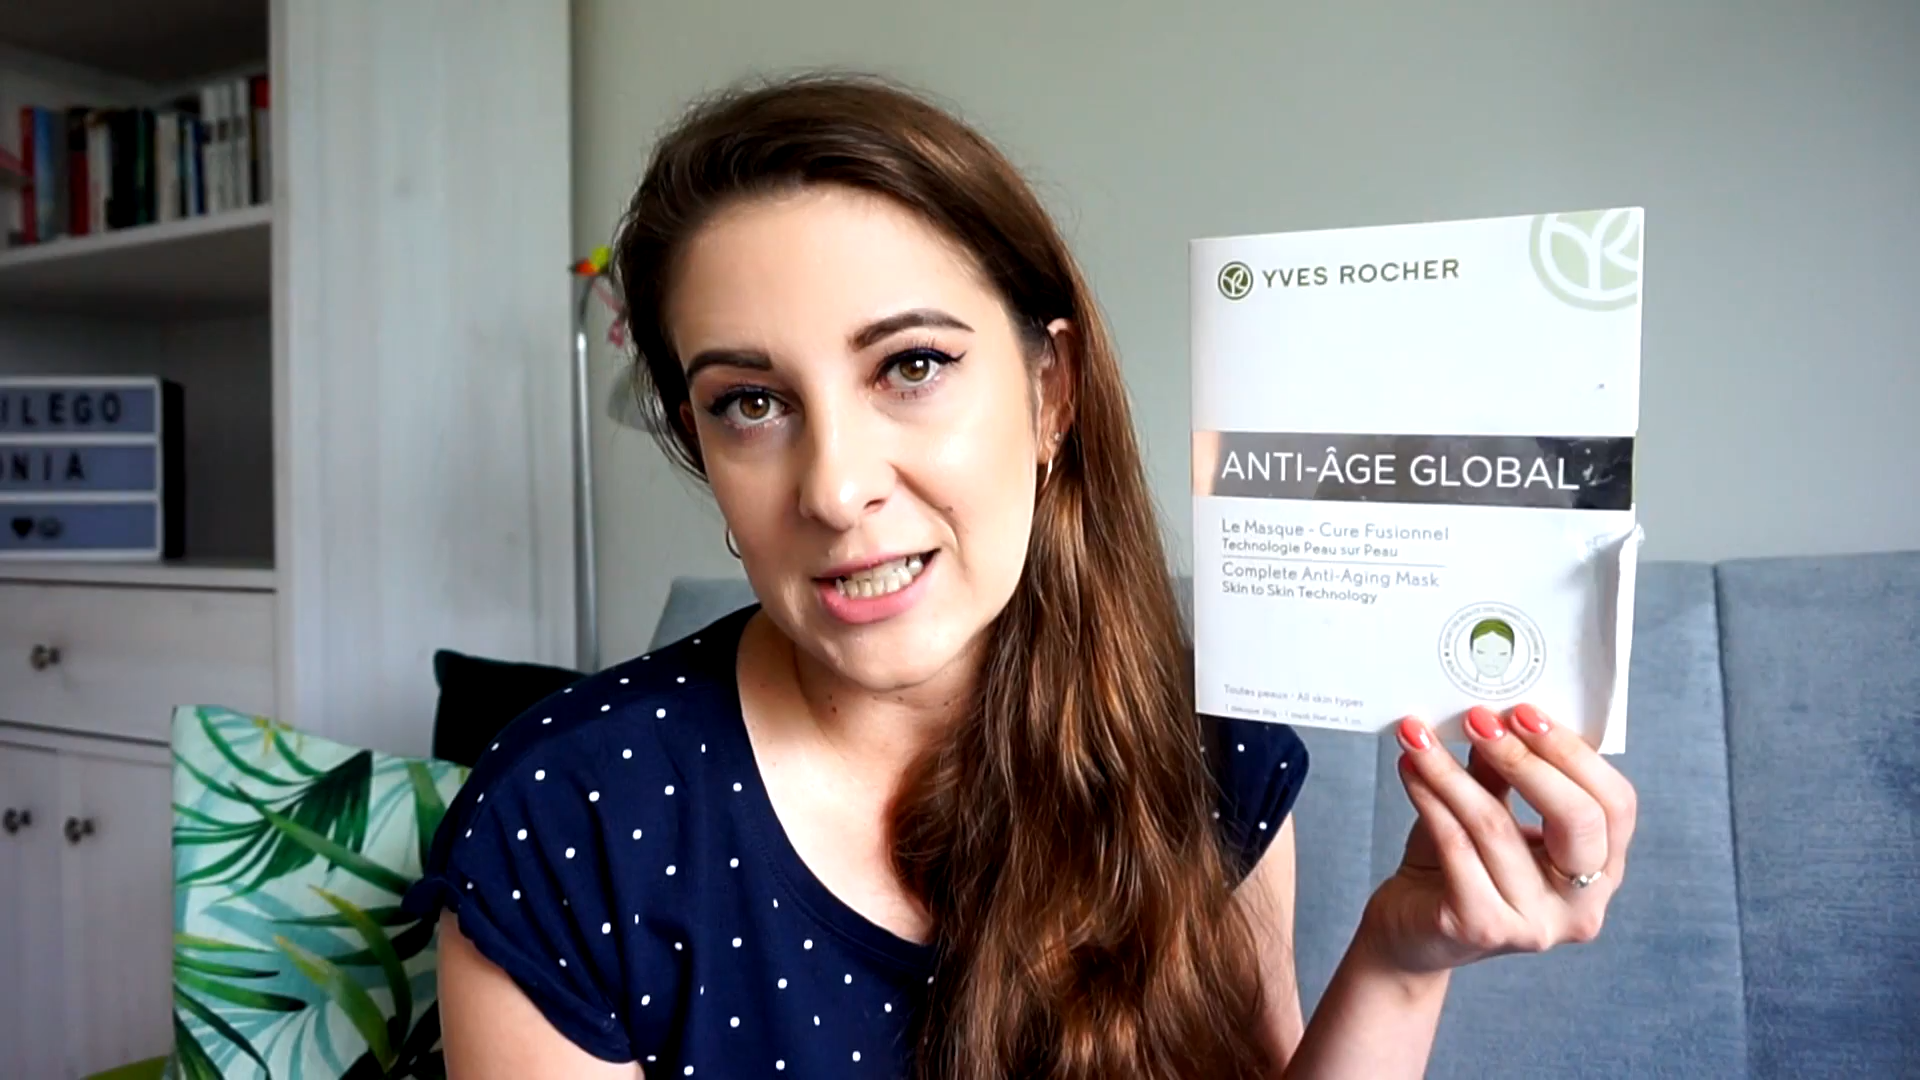 ILEGO
ONIA
YVES ROCHER
ANTI-ÂGE GLOBAL
Le Masque - Cure Fusionnel
Technologie Peau sur Peau
Complete Anti-Aging Mask
Skin to Skin Technology
Toutes peaux - All skin types